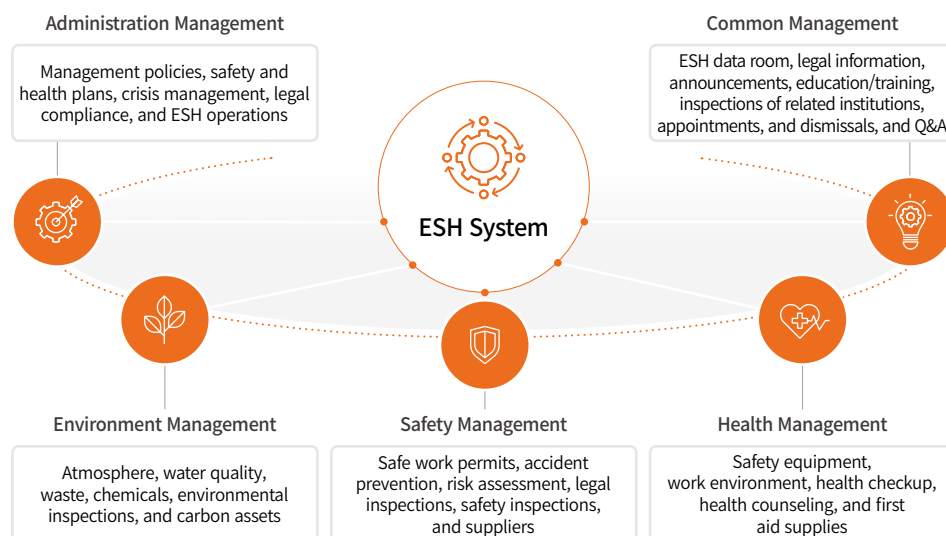 Administration Management
Management policies, safety and
health plans, crisis management, legal
compliance, and ESH operations
Common Management
ESH data room, legal information,
announcements, education/training,
inspections of related institutions,
appointments, and dismissals, and Q&A
ESH System
Environment Management
Atmosphere, water quality,
waste, chemicals, environmental
inspections, and carbon assets
Safety Management
Safe work permits, accident
prevention, risk assessment, legal
inspections, safety inspections,
and suppliers
Health Management
Safety equipment,
work environment, health checkup,
health counseling, and first
aid supplies